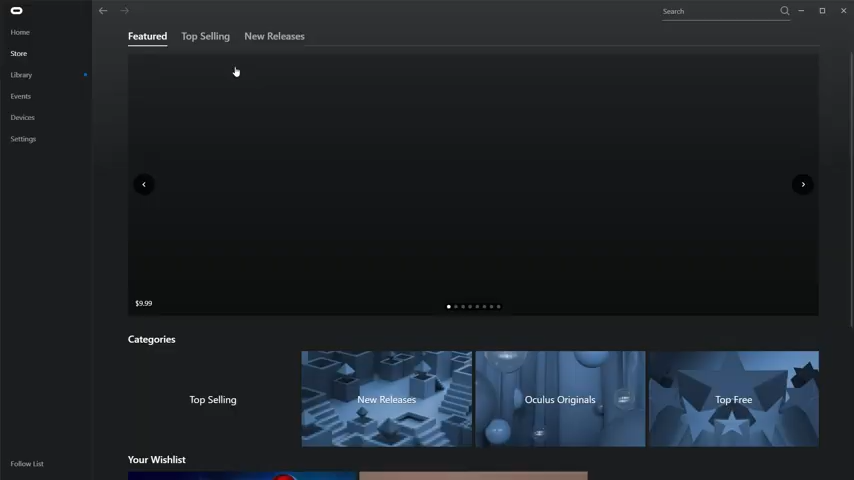 Search
Home
Store
Library
Events
Devices
Settings
Follow List
Featured
Top Selling
New Releases
$9.99
Categories
Top Selling
New Releases
Oculus Originals
Top Free
Your Wishlist